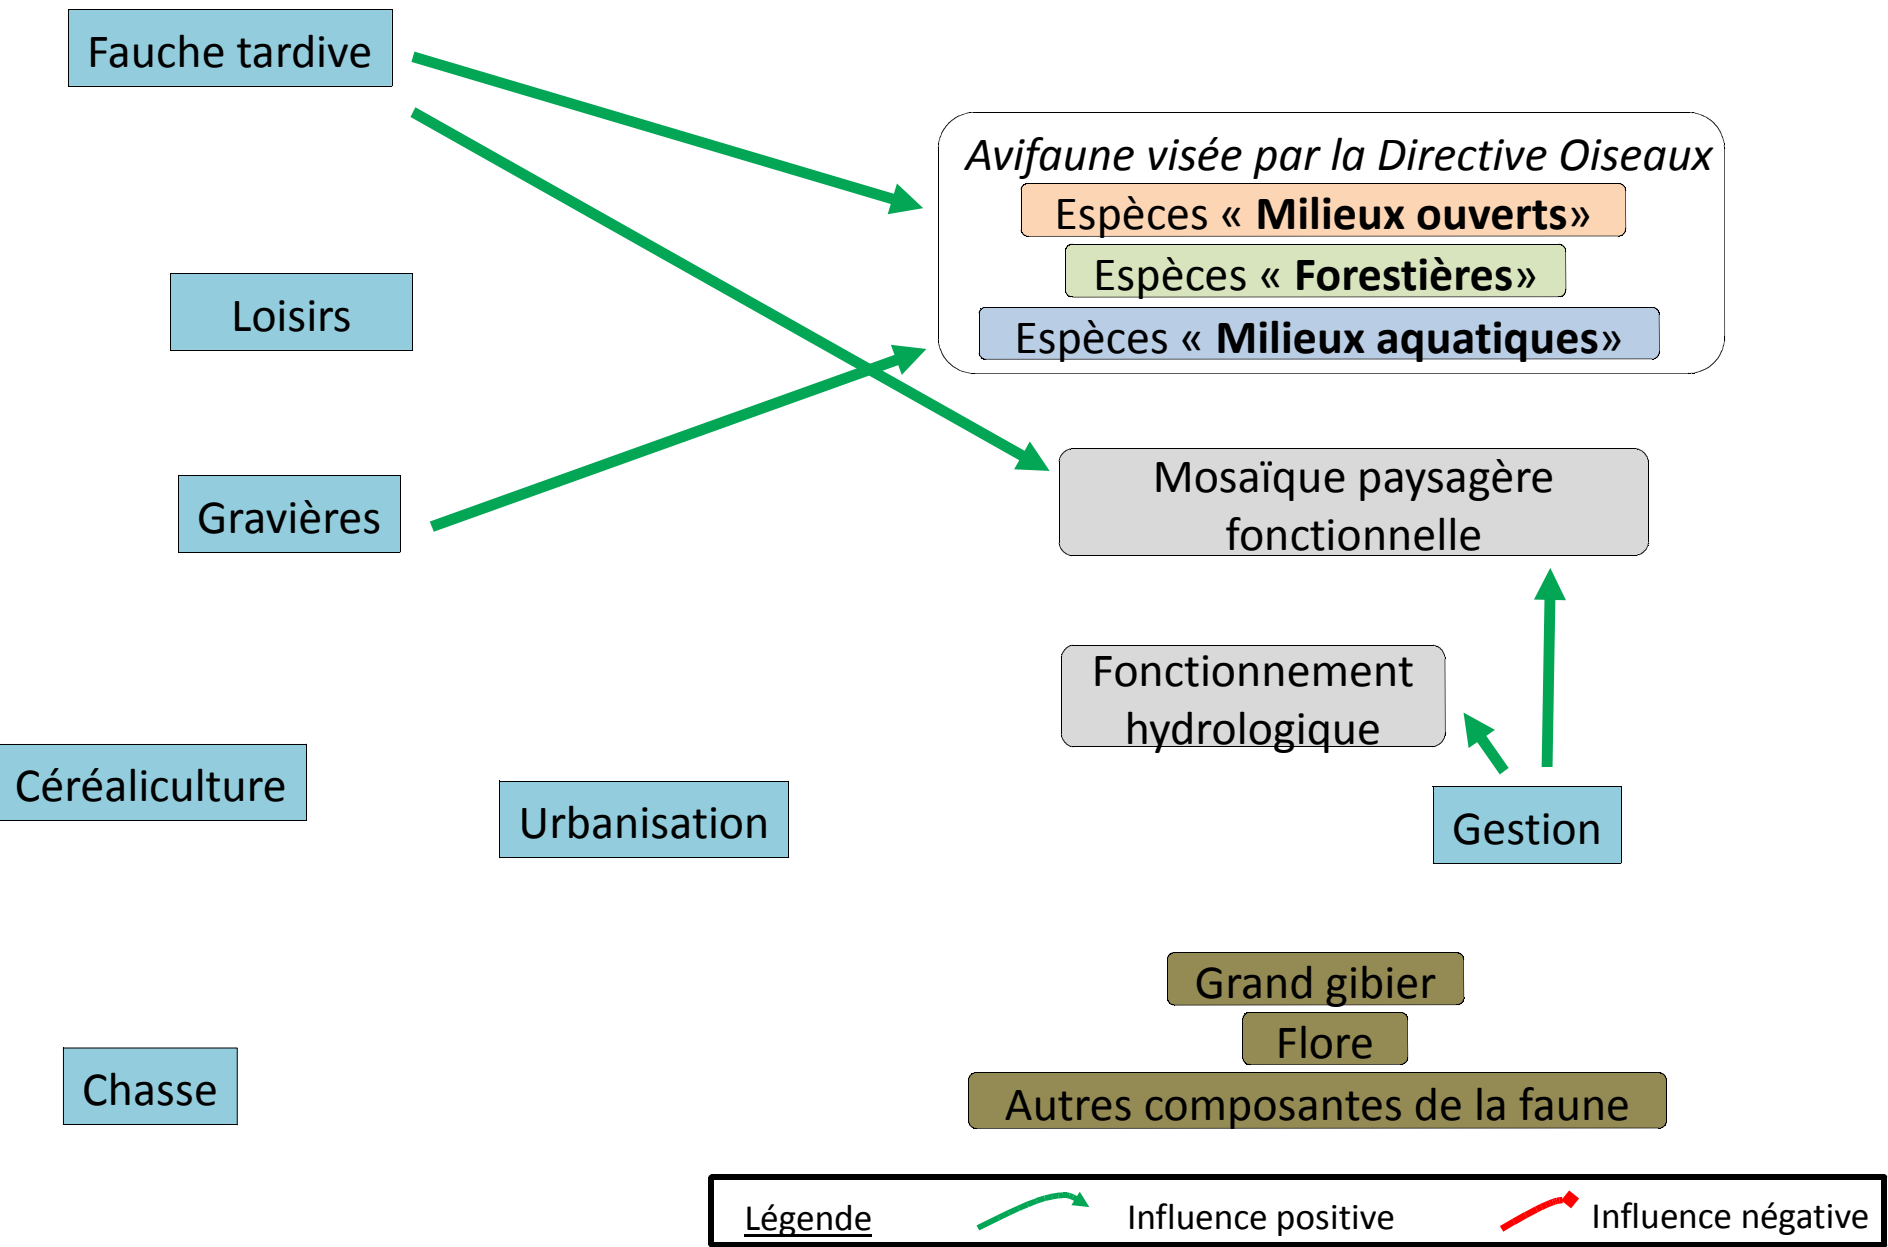 Fauche tardive
Avifaune visée par la Directive Oiseaux
Espèces « Milieux ouverts»
Espèces « Forestières»
Espèces « Milieux aquatiques»
Loisirs
Gravières
Mosaïque paysagère
fonctionnelle
Fonctionnement
hydrologique
Céréaliculture
Urbanisation
Gestion
Grand gibier
Flore
Autres composantes de la faune
Chasse
Légende
Influence positive
Influence négative